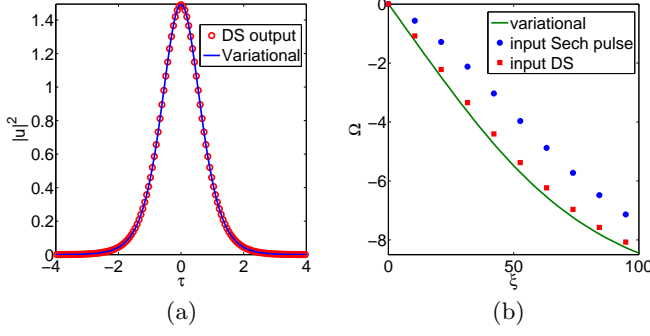 1.4
1.2
1
0.8
0.6
0.4
0.2
0
−4
−2
0
2
4
|u|²
τ
DS output
Variational
(a)
0
−2
−4
−6
−8
0
50
100
Ω
ξ
variational
input Sech pulse
input DS
(b)